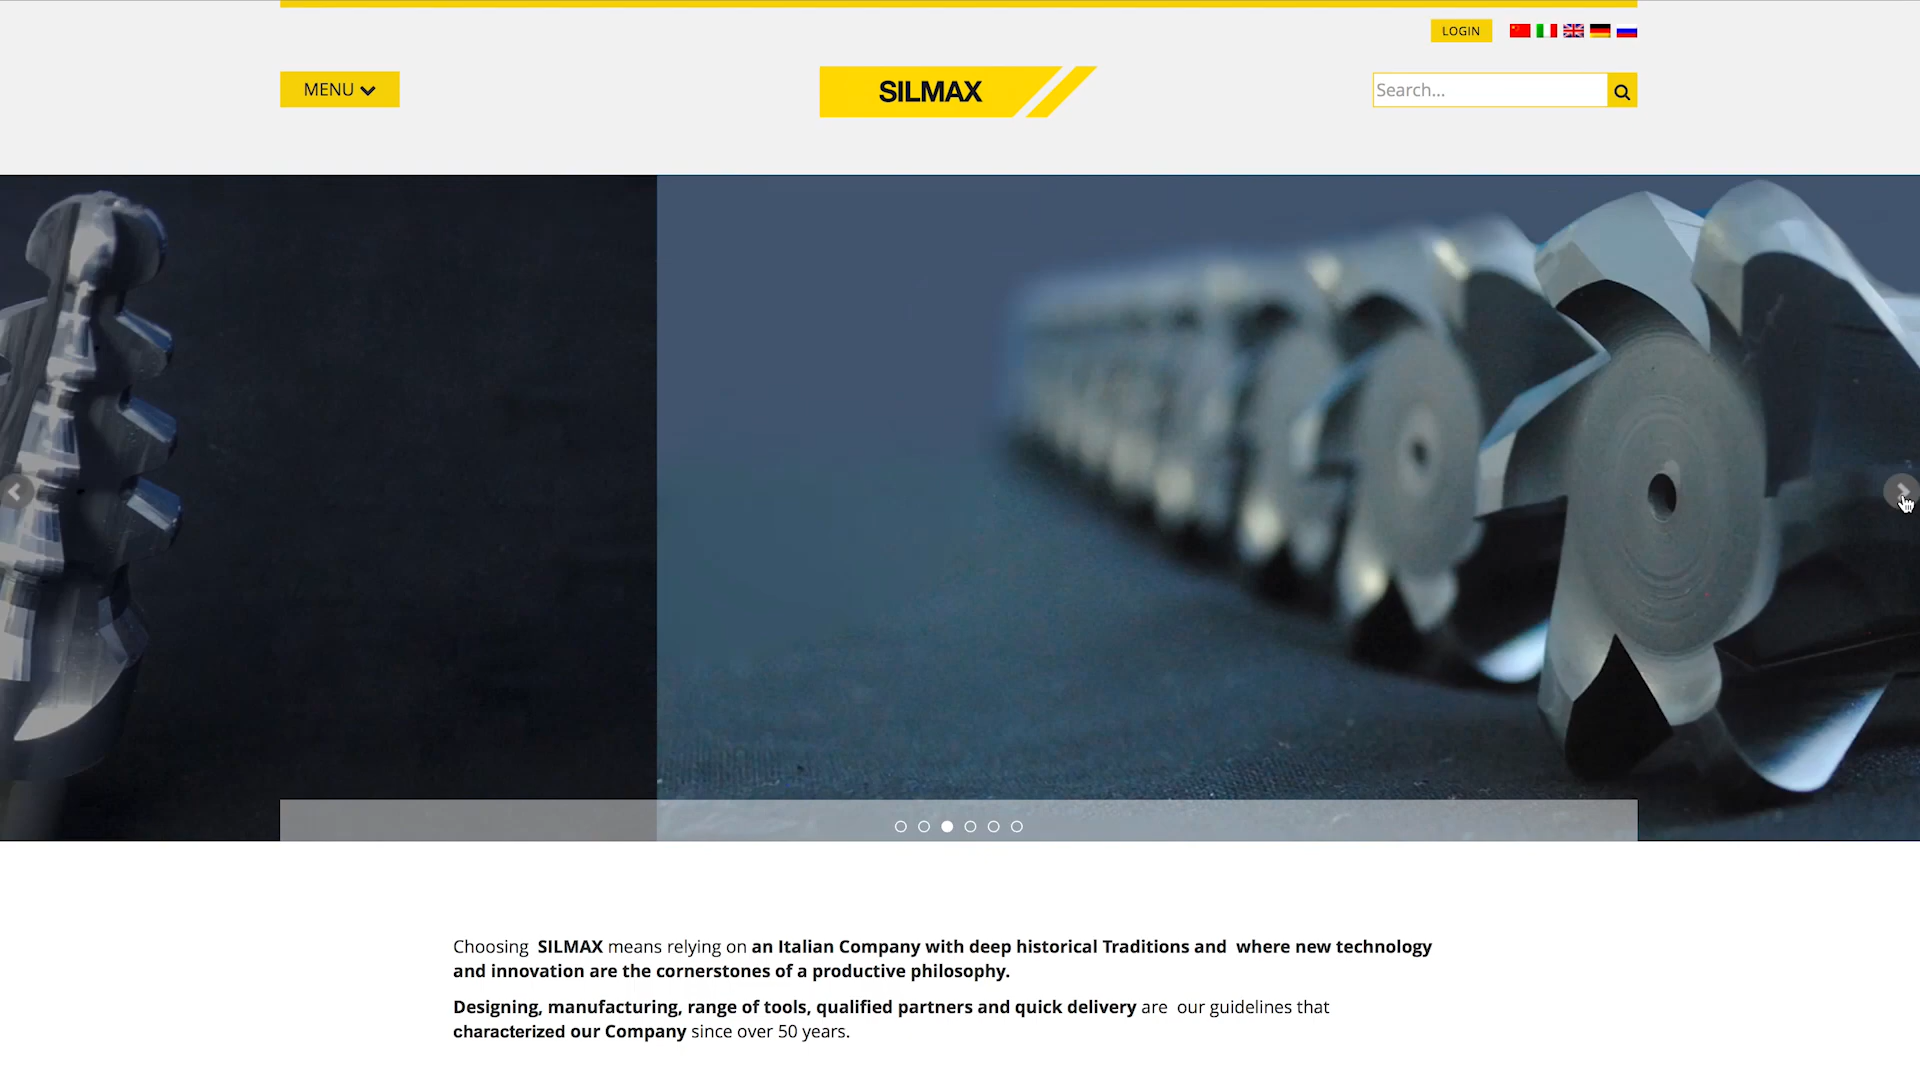 LOGIN
MENU
SILMAX
Search...
Choosing SILMAX means relying on an Italian Company with deep historical Traditions and where new technology
and innovation are the cornerstones of a productive philosophy.
Designing, manufacturing, range of tools, qualified partners and quick delivery are our guidelines that
characterized our Company since over 50 years.